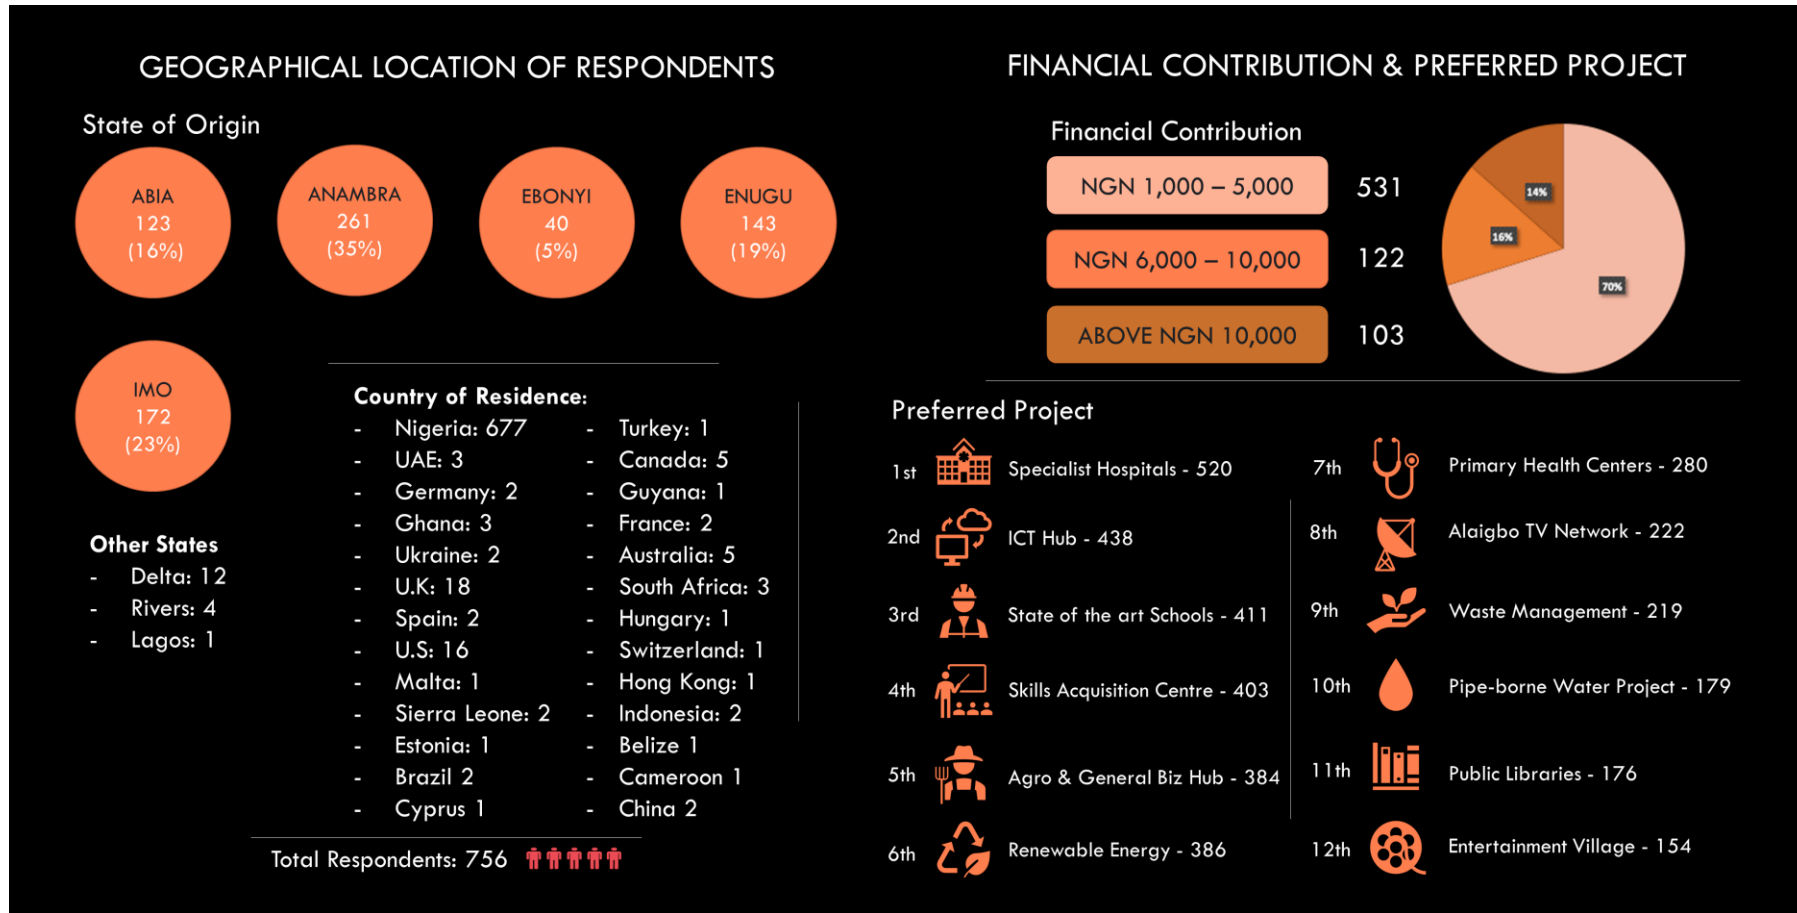 GEOGRAPHICAL LOCATION OF RESPONDENTS
State of Origin
ABIA
123
(16%)
ANAMBRA
261
(35%)
EBONYI
40
(5%)
ENUGU
143
(19%)
IMO
172
(23%)
Other States
- Delta: 12
- Rivers: 4
- Lagos: 1
Country of Residence:
- Nigeria: 677
- UAE: 3
- Germany: 2
- Ghana: 3
- Ukraine: 2
- U.K: 18
- Spain: 2
- U.S: 16
- Malta: 1
- Sierra Leone: 2
- Estonia: 1
- Brazil 2
- Cyprus 1
- Turkey: 1
- Canada: 5
- Guyana: 1
- France: 2
- Australia: 5
- South Africa: 3
- Hungary: 1
- Switzerland: 1
- Hong Kong: 1
- Indonesia: 2
- Belize 1
- Cameroon 1
- China 2
Total Respondents: 756
FINANCIAL CONTRIBUTION & PREFERRED PROJECT
Financial Contribution
NGN 1,000 – 5,000 531
NGN 6,000 – 10,000 122
ABOVE NGN 10,000 103
14%
16%
70%
Preferred Project
1st Specialist Hospitals - 520
2nd ICT Hub - 438
3rd State of the art Schools - 411
4th Skills Acquisition Centre - 403
5th Agro & General Biz Hub - 384
6th Renewable Energy - 386
7th Primary Health Centers - 280
8th Alaigbo TV Network - 222
9th Waste Management - 219
10th Pipe-borne Water Project - 179
11th Public Libraries - 176
12th Entertainment Village - 154